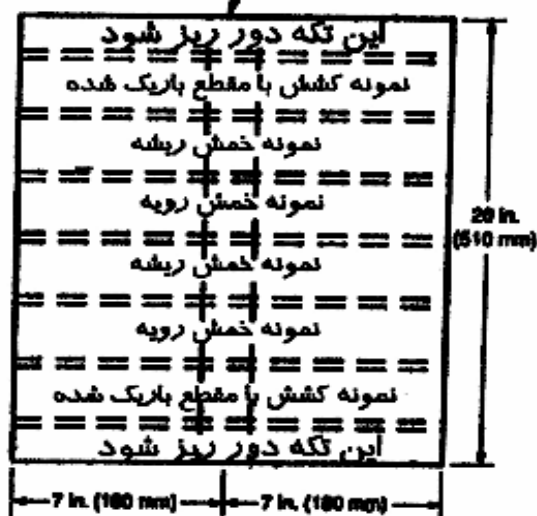 این تکه دور ریز شود
نمونه کشش با مقطع باریک شده
نمونه خمش ریشه
نمونه خمش رویه
نمونه خمش ریشه
نمونه خمش رویه
نمونه کشش با مقطع باریک شده
این تکه دور ریز شود
20 in.
(510 mm)
7 in. (180 mm) 7 in. (180 mm)